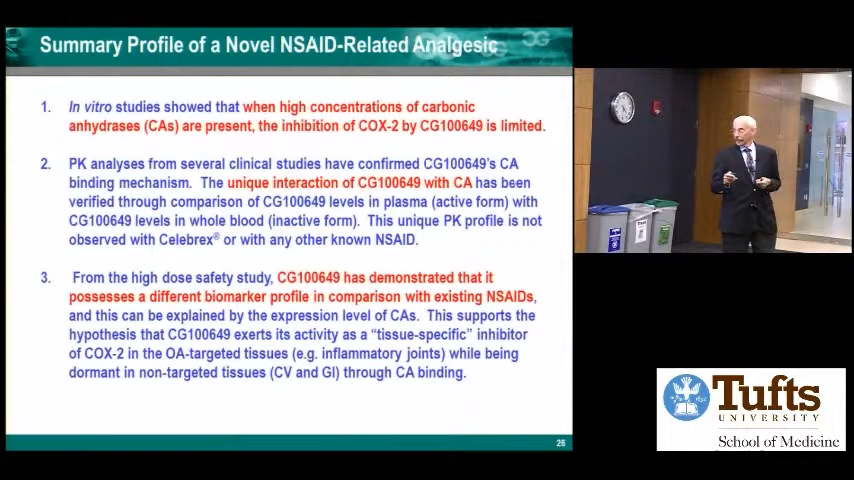 Summary Profile of a Novel NSAID-Related Analgesic
1. In vitro studies showed that when high concentrations of carbonic
anhydrases (CAs) are present, the inhibition of COX-2 by CG100649 is limited.
2. PK analyses from several clinical studies have confirmed CG100649's CA
binding mechanism. The unique interaction of CG100649 with CA has been
verified through comparison of CG100649 levels in plasma (active form) with
CG100649 levels in whole blood (inactive form). This unique PK profile is not
observed with Celebrex® or with any other known NSAID.
3. From the high dose safety study, CG100649 has demonstrated that it
possesses a different biomarker profile in comparison with existing NSAIDs,
and this can be explained by the expression level of CAs. This supports the
hypothesis that CG100649 exerts its activity as a “tissue-specific” inhibitor
of COX-2 in the OA-targeted tissues (e.g. inflammatory joints) while being
dormant in non-targeted tissues (CV and GI) through CA binding.
26
Tufts
UNIVERSITY
School of Medicine